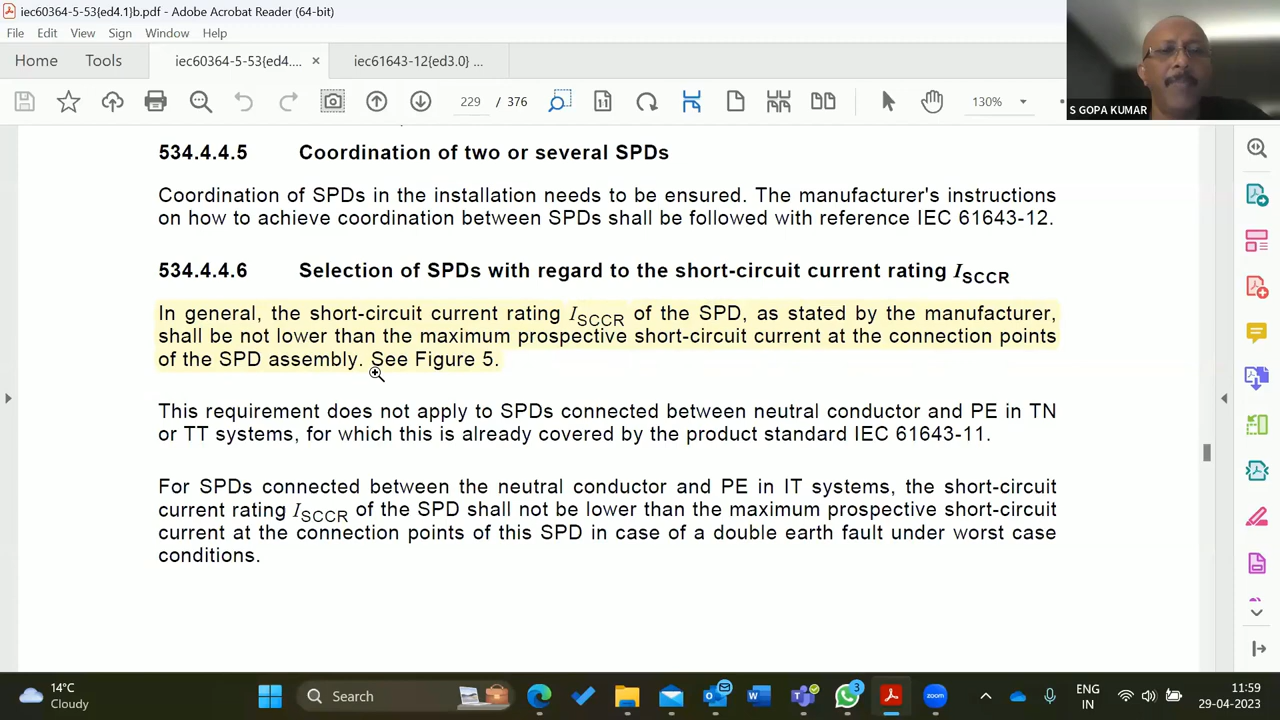 iec60364-5-53{ed4.1}b.pdf - Adobe Acrobat Reader (64-bit)
File Edit View Sign Window Help
Home Tools iec60364-5-53{ed4.... × iec61643-12{ed3.0} ...
229 / 376 130%
S GOPA KUMAR
534.4.4.5 Coordination of two or several SPDs
Coordination of SPDs in the installation needs to be ensured. The manufacturer's instructions
on how to achieve coordination between SPDs shall be followed with reference IEC 61643-12.
534.4.4.6 Selection of SPDs with regard to the short-circuit current rating ISCCR
In general, the short-circuit current rating ISCCR of the SPD, as stated by the manufacturer,
shall be not lower than the maximum prospective short-circuit current at the connection points
of the SPD assembly. See Figure 5.
This requirement does not apply to SPDs connected between neutral conductor and PE in TN
or TT systems, for which this is already covered by the product standard IEC 61643-11.
For SPDs connected between the neutral conductor and PE in IT systems, the short-circuit
current rating ISCCR of the SPD shall not be lower than the maximum prospective short-circuit
current at the connection points of this SPD in case of a double earth fault under worst case
conditions.
14°C
Cloudy
Search
3
zoom
ENG
IN
11:59
29-04-2023